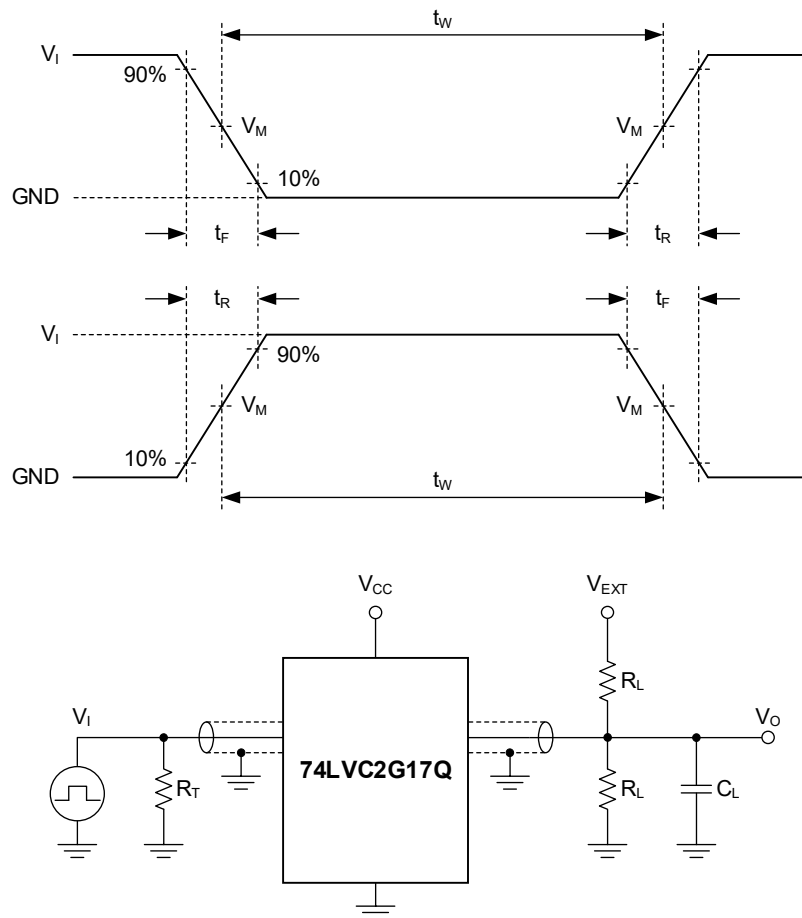 tW
VI
90%
VM VM
10%
GND
tF tR
tR tF
VI
90%
VM VM
10%
GND
tW
VCC VEXT
RL
VI VO
74LVC2G17Q
RT RL CL